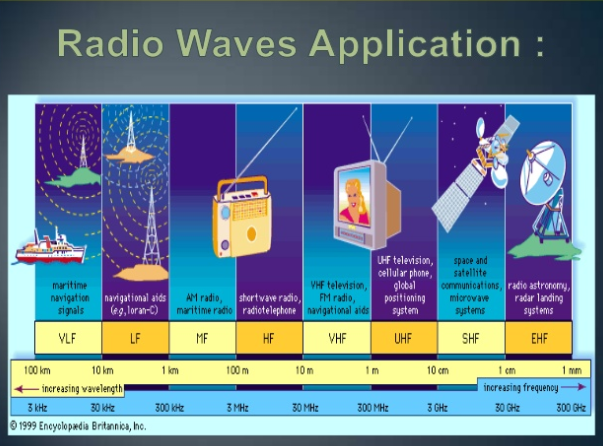 Radio Waves Application :
maritime
navigation
signals
navigational aids
(e.g., loran-C)
AM radio,
maritime radio
shortwave radio,
radiotelephone
VHF television,
FM radio,
navigational aids
UHF television,
cellular phone,
global
positioning
system
space and
satellite
communications,
microwave
systems
radio astronomy,
radar landing
systems
VLF LF MF HF VHF UHF SHF EHF
100 km 10 km 1 km 100 m 10 m 1 m 10 cm 1 cm 1 mm
increasing wavelength increasing frequency
3 kHz 30 kHz 300 kHz 3 MHz 30 MHz 300 MHz 3 GHz 30 GHz 300 GHz
© 1999 Encyclopædia Britannica, Inc.